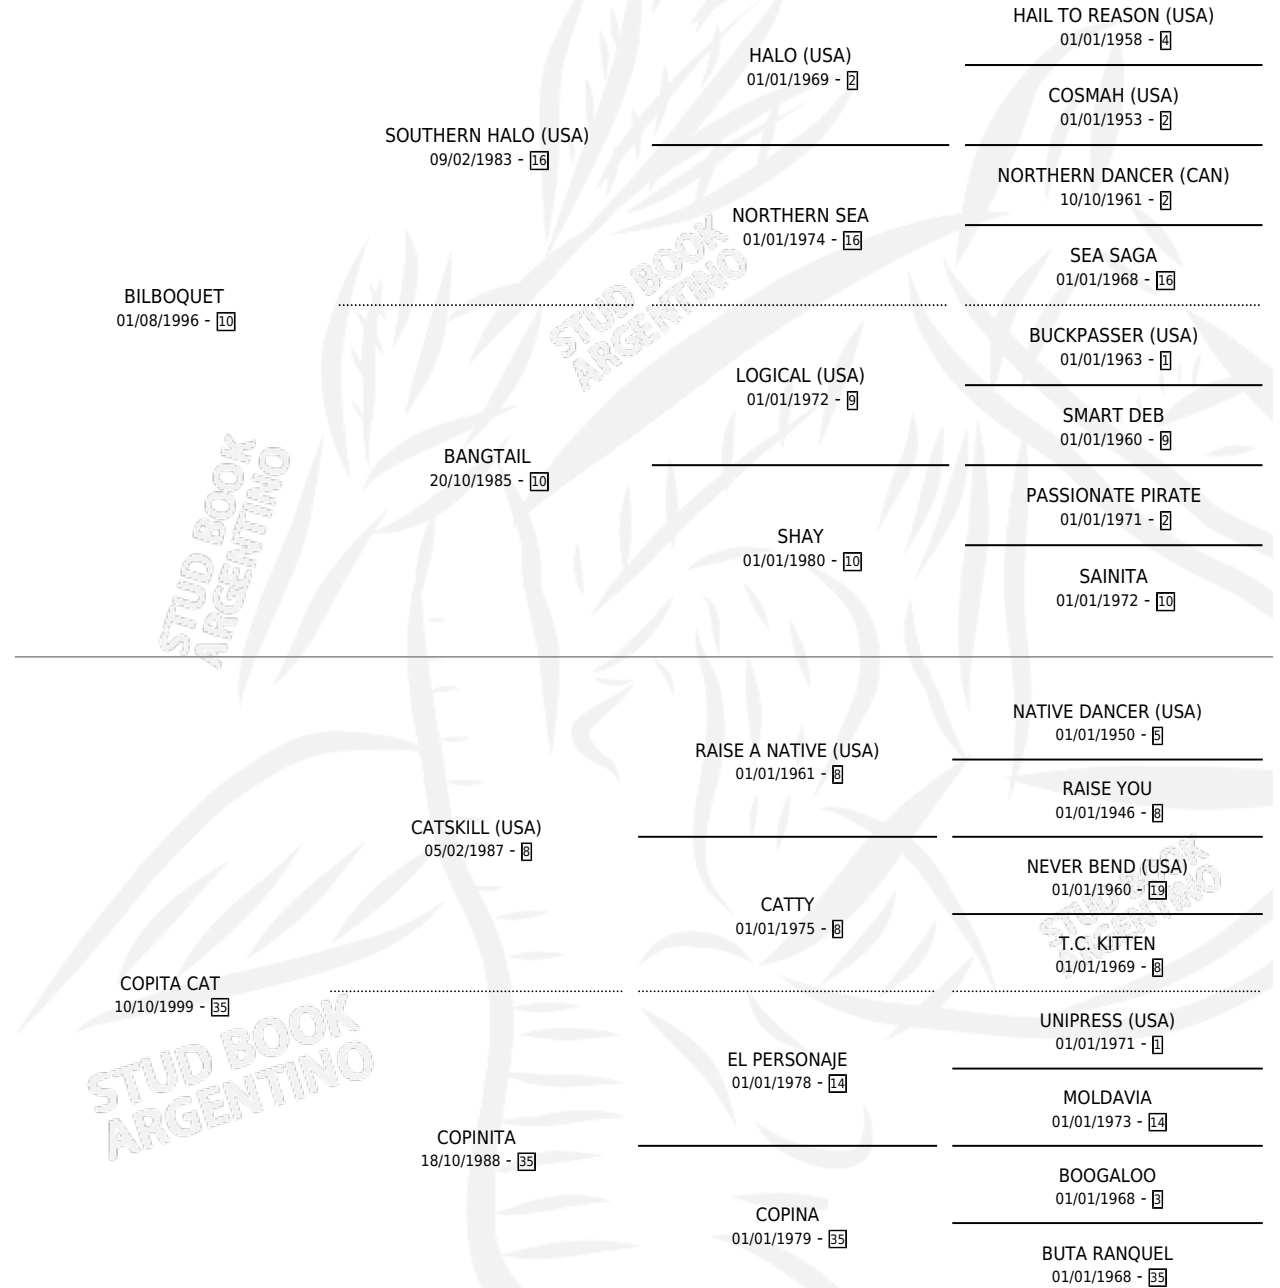 HAIL TO REASON (USA)
01/01/1958 - 4
HALO (USA)
01/01/1969 - 2
COSMAH (USA)
01/01/1953 - 2
SOUTHERN HALO (USA)
09/02/1983 - 16
NORTHERN DANCER (CAN)
10/10/1961 - 2
NORTHERN SEA
01/01/1974 - 16
SEA SAGA
01/01/1968 - 16
STUD BOOK
ARGENTINO
BILBOQUET
01/08/1996 - 10
BUCKPASSER (USA)
01/01/1963 - 1
LOGICAL (USA)
01/01/1972 - 9
SMART DEB
01/01/1960 - 9
BANGTAIL
20/10/1985 - 10
PASSIONATE PIRATE
01/01/1971 - 2
SHAY
01/01/1980 - 10
SAINITA
01/01/1972 - 10
STUD BOOK
ARGENTINO
NATIVE DANCER (USA)
01/01/1950 - 5
RAISE A NATIVE (USA)
01/01/1961 - 8
RAISE YOU
01/01/1946 - 8
CATSKILL (USA)
05/02/1987 - 8
NEVER BEND (USA)
01/01/1960 - 19
CATTY
01/01/1975 - 8
T.C. KITTEN
01/01/1969 - 8
STUD BOOK
ARGENTINO
COPITA CAT
10/10/1999 - 35
UNIPRESS (USA)
01/01/1971 - 1
EL PERSONAJE
01/01/1978 - 14
MOLDAVIA
01/01/1973 - 14
STUD BOOK
ARGENTINO
COPINITA
18/10/1988 - 35
BOOGALOO
01/01/1968 - 3
COPINA
01/01/1979 - 35
BUTA RANQUEL
01/01/1968 - 35